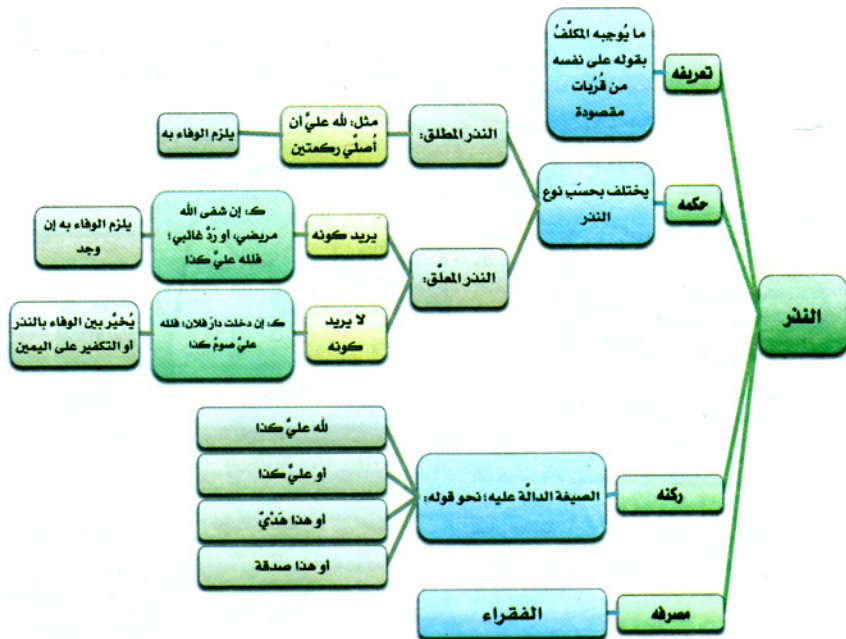 النذر
تعريفه
ما يُوجبه المكلَّفُ
بقوله على نفسه
من قُرُبات
مقصودة
حكمه
يختلف بحسَبِ نوع
النذر
النذر المطلق:
مثل: لله عليَّ أن
أُصلّي ركعتين
يلزم الوفاء به
النذر المعلَّق:
يريد كونه
كـ: إن شفى الله
مريضي، أو رَدَّ غائبي؛
فلله عليَّ كذا
يلزم الوفاء به إن
وجد
لا يريد
كونه
كـ: إن دخلت دارَ فلان؛ فلله
عليَّ صومُ كذا
يُخيَّر بين الوفاء بالنذر
أو التكفير على اليمين
ركنه
الصيغة الدالَّة عليه؛ نحو قوله:
لله عليَّ كذا
أو عليَّ كذا
أو هذا هَدْيٌ
أو هذا صدقة
مصرفه
الفقراء